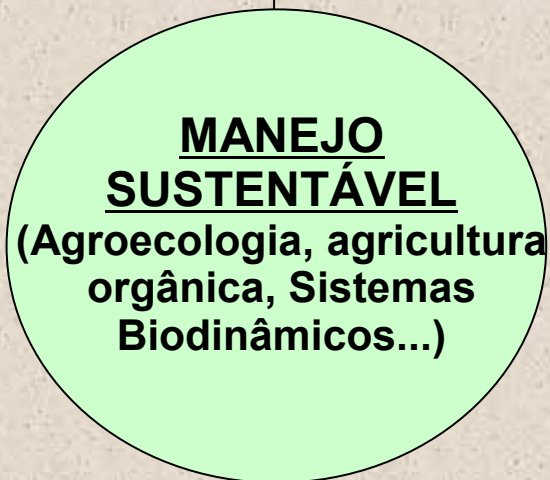 MANEJO
SUSTENTÁVEL
(Agroecologia, agricultura
orgânica, Sistemas
Biodinâmicos...)